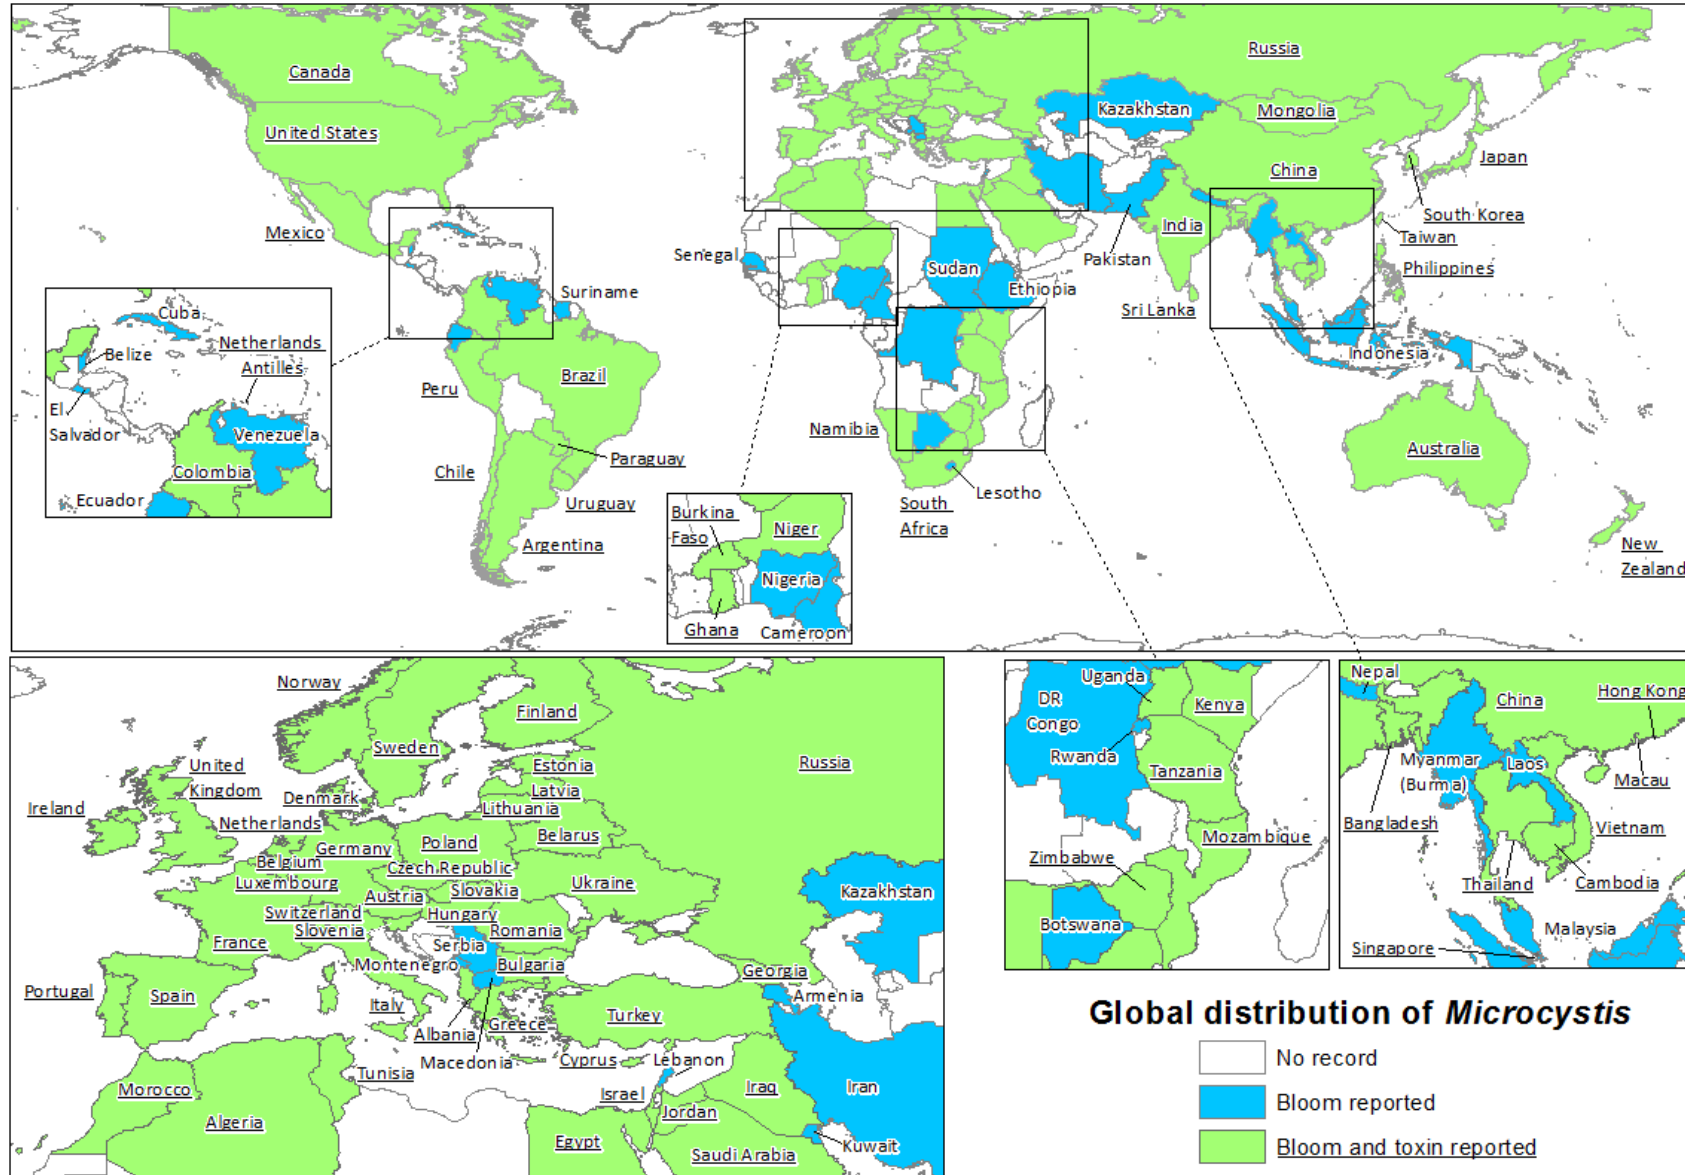 Canada
United States
Mexico
Russia
Kazakhstan
Mongolia
China
Japan
South Korea
Taiwan
India
Pakistan
Philippines
Sri Lanka
Senegal
Sudan
Ethiopia
Suriname
Indonesia
Peru
Brazil
Namibia
Paraguay
Chile
Uruguay
Argentina
Lesotho
South
Africa
Australia
New
Zealand
Cuba
Belize
Netherlands
Antilles
El
Salvador
Venezuela
Colombia
Ecuador
Burkina
Faso
Niger
Nigeria
Ghana
Cameroon
Norway
Finland
Sweden
Russia
United
Kingdom
Estonia
Latvia
Ireland
Denmark
Lithuania
Netherlands
Belarus
Poland
Germany
Belgium
Czech Republic
Luxembourg
Slovakia
Ukraine
Austria
Kazakhstan
Switzerland
Hungary
Slovenia
Romania
France
Serbia
Montenegro
Bulgaria
Georgia
Portugal
Spain
Armenia
Italy
Turkey
Greece
Albania
Macedonia
Cyprus
Lebanon
Tunisia
Morocco
Israel
Iraq
Iran
Jordan
Algeria
Egypt
Kuwait
Saudi Arabia
Uganda
DR
Congo
Kenya
Rwanda
Tanzania
Mozambique
Zimbabwe
Botswana
Nepal
China
Hong Kong
Myanmar
(Burma)
Laos
Macau
Bangladesh
Vietnam
Thailand
Cambodia
Malaysia
Singapore
Global distribution of Microcystis
No record
Bloom reported
Bloom and toxin reported